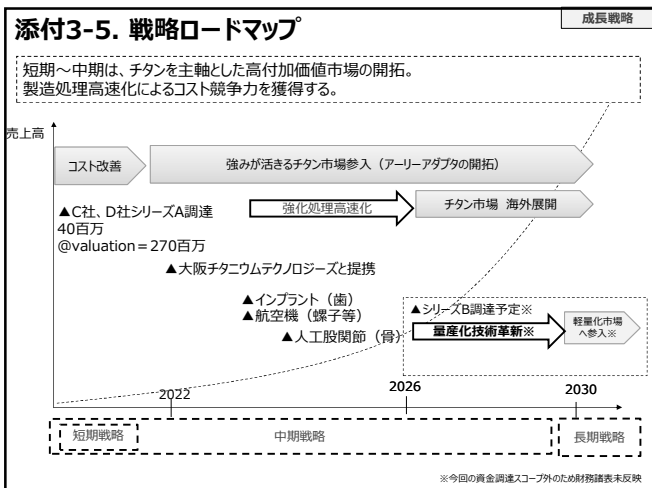 添付3-5. 戦略ロードマップ
成長戦略
短期～中期は、チタンを主軸とした高付加価値市場の開拓。
製造処理高速化によるコスト競争力を獲得する。
売上高
コスト改善
強みが活きるチタン市場参入（アーリーアダプタの開拓）
▲C社、D社シリーズA調達
40百万
@valuation＝270百万
強化処理高速化
チタン市場 海外展開
▲大阪チタニウムテクノロジーズと提携
▲インプラント（歯）
▲航空機（螺子等）
▲人工股関節（骨）
▲シリーズB調達予定※
量産化技術革新※
軽量化市場
へ参入※
2022
2026
2030
短期戦略
中期戦略
長期戦略
※今回の資金調達スコープ外のため財務諸表未反映